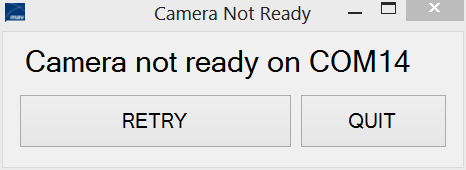 Camera Not Ready
Camera not ready on COM14
RETRY
QUIT